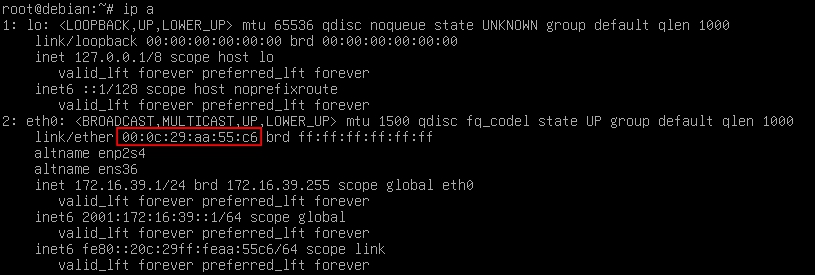 root@debian:~# ip a
1: lo: <LOOPBACK,UP,LOWER_UP> mtu 65536 qdisc noqueue state UNKNOWN group default qlen 1000
    link/loopback 00:00:00:00:00:00 brd 00:00:00:00:00:00
    inet 127.0.0.1/8 scope host lo
       valid_lft forever preferred_lft forever
    inet6 ::1/128 scope host noprefixroute
       valid_lft forever preferred_lft forever
2: eth0: <BROADCAST,MULTICAST,UP,LOWER_UP> mtu 1500 qdisc fq_codel state UP group default qlen 1000
    link/ether 00:0c:29:aa:55:c6 brd ff:ff:ff:ff:ff:ff
    altname enp2s4
    altname ens36
    inet 172.16.39.1/24 brd 172.16.39.255 scope global eth0
       valid_lft forever preferred_lft forever
    inet6 2001:172:16:39::1/64 scope global
       valid_lft forever preferred_lft forever
    inet6 fe80::20c:29ff:feaa:55c6/64 scope link
       valid_lft forever preferred_lft forever